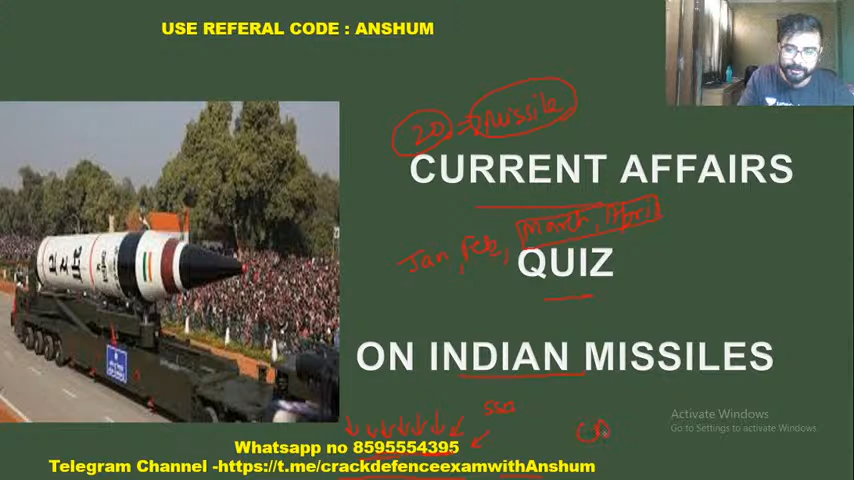 USE REFERAL CODE : ANSHUM
20 ⇒ Missile
CURRENT AFFAIRS
Jan, Feb, March, April
QUIZ
ON INDIAN MISSILES
Activate Windows
Go to Settings to activate Windows.
Whatsapp no 8595554395
Telegram Channel -https://t.me/crackdefenceexamwithAnshum